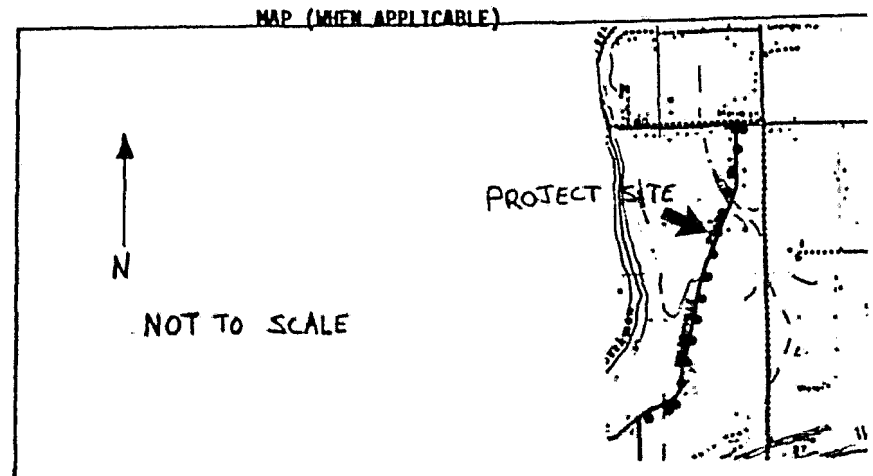 MAP (WHEN APPLICABLE)
PROJECT SITE
N
NOT TO SCALE